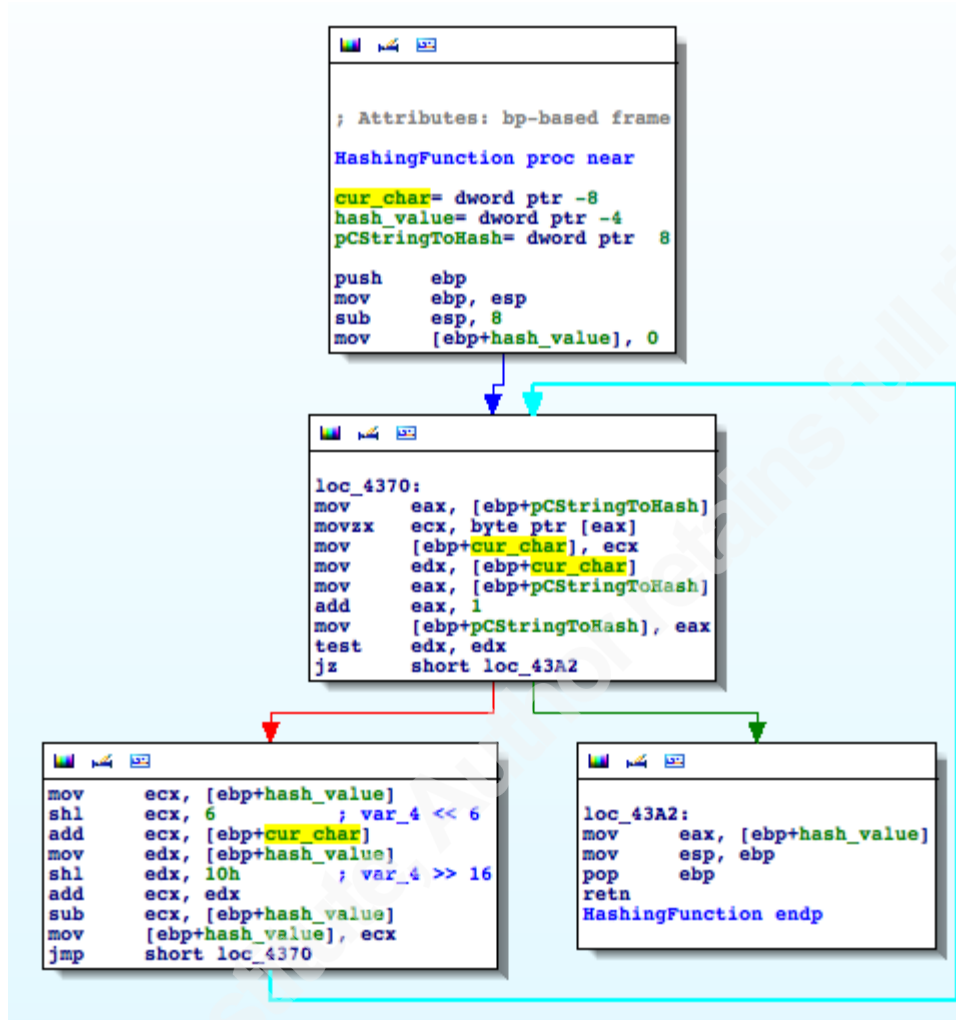 ; Attributes: bp-based frame
HashingFunction proc near
cur_char= dword ptr -8
hash_value= dword ptr -4
pCStringToHash= dword ptr  8
push    ebp
mov     ebp, esp
sub     esp, 8
mov     [ebp+hash_value], 0
loc_4370:
mov     eax, [ebp+pCStringToHash]
movzx   ecx, byte ptr [eax]
mov     [ebp+cur_char], ecx
mov     edx, [ebp+cur_char]
mov     eax, [ebp+pCStringToHash]
add     eax, 1
mov     [ebp+pCStringToHash], eax
test    edx, edx
jz      short loc_43A2
mov     ecx, [ebp+hash_value]
shl     ecx, 6          ; var_4 << 6
add     ecx, [ebp+cur_char]
mov     edx, [ebp+hash_value]
shl     edx, 10h        ; var_4 >> 16
add     ecx, edx
sub     ecx, [ebp+hash_value]
mov     [ebp+hash_value], ecx
jmp     short loc_4370
loc_43A2:
mov     eax, [ebp+hash_value]
mov     esp, ebp
pop     ebp
retn
HashingFunction endp
Author retains full